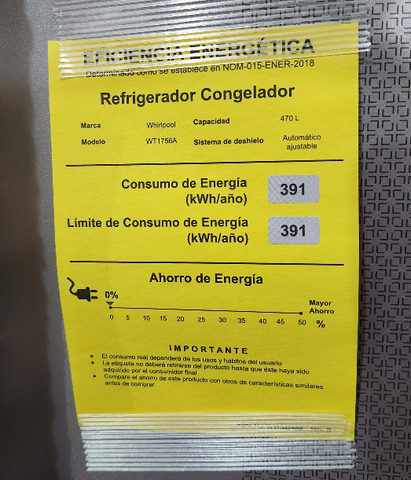 EFICIENCIA ENERGÉTICA
Determinada como se establece en NOM-015-ENER-2018
Refrigerador Congelador
Marca Whirlpool Capacidad 470 L
Modelo WT1756A Sistema de deshielo Automático ajustable
Consumo de Energía
(kWh/año) 391
Límite de Consumo de Energía
(kWh/año) 391
Ahorro de Energía
0%
Mayor
Ahorro
0 5 10 15 20 25 30 35 40 45 50 %
IMPORTANTE
• El consumo real dependerá de los usos y hábitos del usuario
• La etiqueta no deberá retirarse del producto hasta que éste haya sido
adquirido por el consumidor final
• Compare el ahorro de este producto con otros de características similares
antes de comprar.